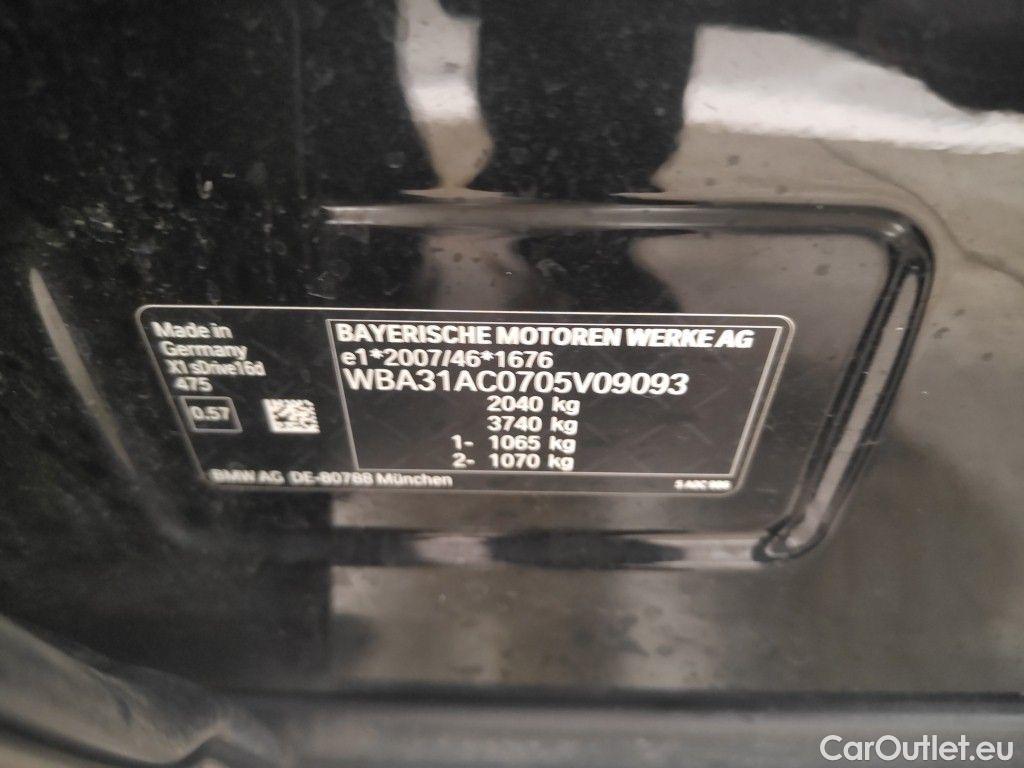 Made in
Germany
X1 sDrive16d
475
0.57
BAYERISCHE MOTOREN WERKE AG
e1*2007/46*1676
WBA31AC0705V09093
2040 kg
3740 kg
1- 1065 kg
2- 1070 kg
BMW AG DE-80788 München
CarOutlet.eu